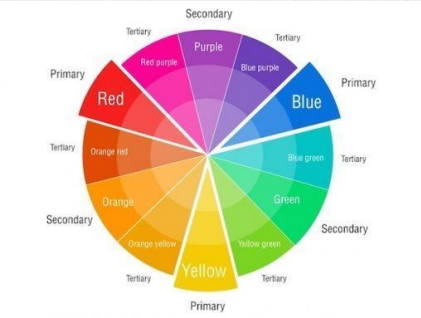 Secondary
Tertiary
Tertiary
Purple
Red purple
Blue purple
Primary
Primary
Red
Blue
Tertiary
Orange red
Blue green
Tertiary
Orange
Green
Secondary
Secondary
Orange yellow
Yellow green
Tertiary
Yellow
Tertiary
Primary